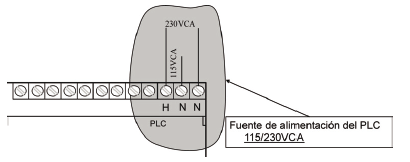 230VCA
115VCA
H N N
PLC
Fuente de alimentación del PLC
115/230VCA